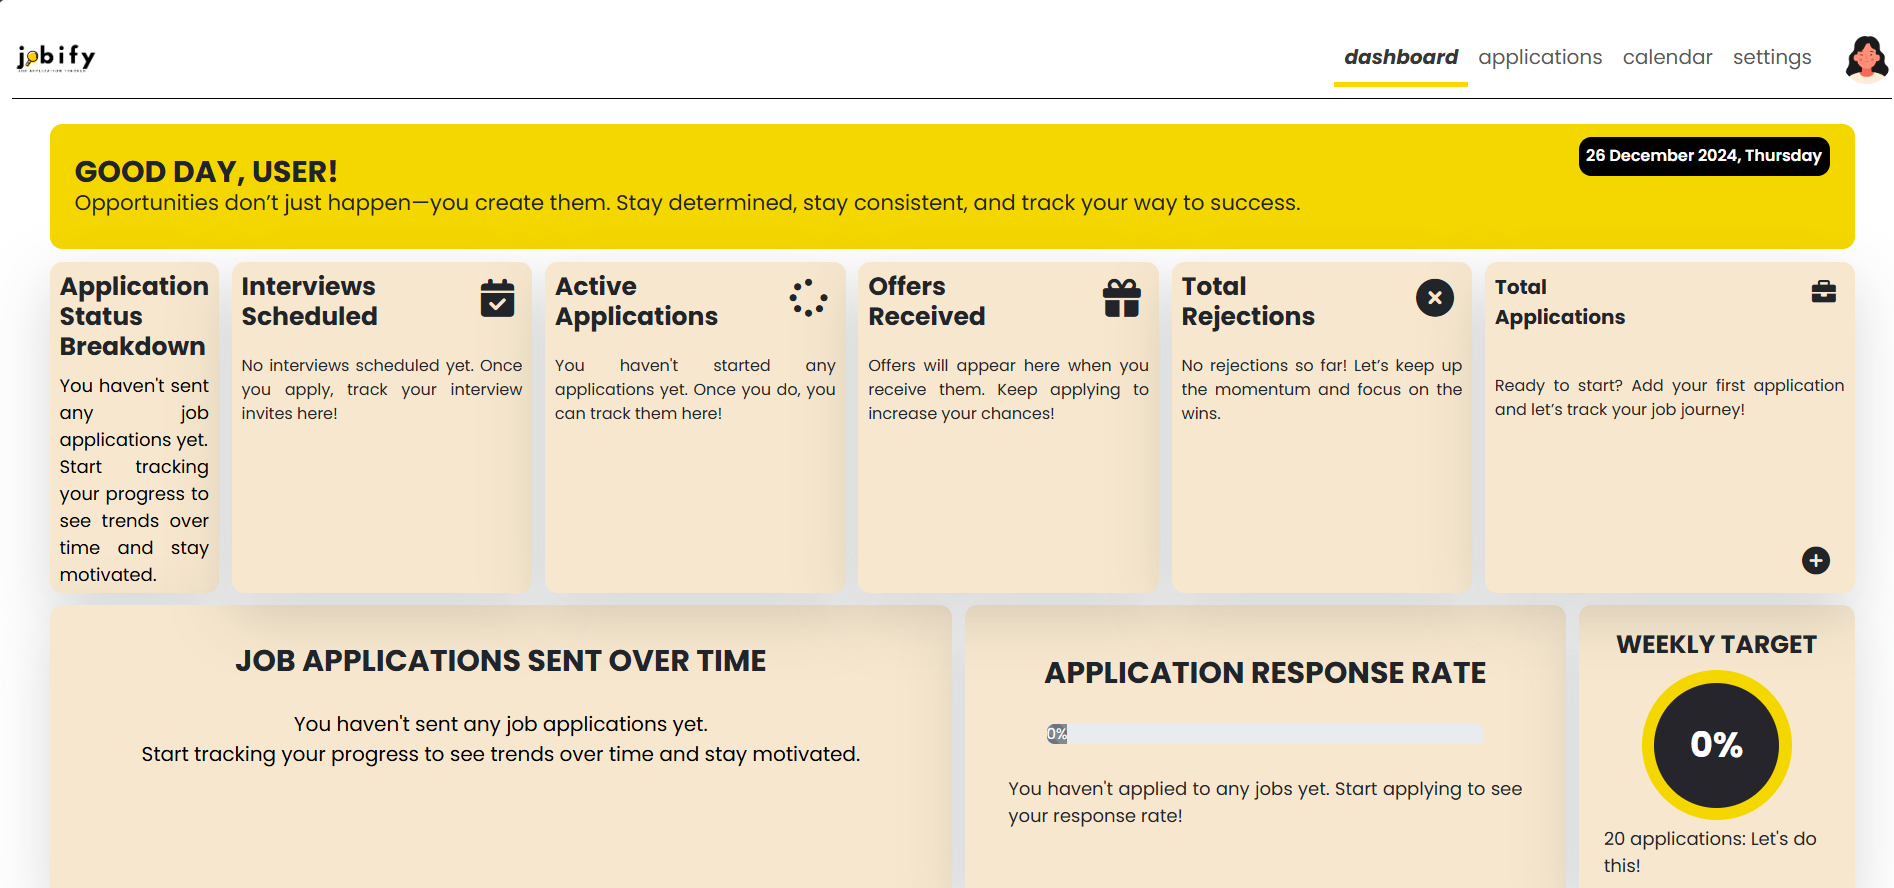 jobify
dashboard applications calendar settings
GOOD DAY, USER!
26 December 2024, Thursday
Opportunities don’t just happen—you create them. Stay determined, stay consistent, and track your way to success.
Application
Status
Breakdown
You haven't sent
any job
applications yet.
Start tracking
your progress to
see trends over
time and stay
motivated.
Interviews
Scheduled
No interviews scheduled yet. Once
you apply, track your interview
invites here!
Active
Applications
You haven't started any
applications yet. Once you do, you
can track them here!
Offers
Received
Offers will appear here when you
receive them. Keep applying to
increase your chances!
Total
Rejections
No rejections so far! Let’s keep up
the momentum and focus on the
wins.
Total
Applications
Ready to start? Add your first application
and let’s track your job journey!
JOB APPLICATIONS SENT OVER TIME
You haven't sent any job applications yet.
Start tracking your progress to see trends over time and stay motivated.
APPLICATION RESPONSE RATE
0%
You haven't applied to any jobs yet. Start applying to see
your response rate!
WEEKLY TARGET
0%
20 applications: Let's do
this!